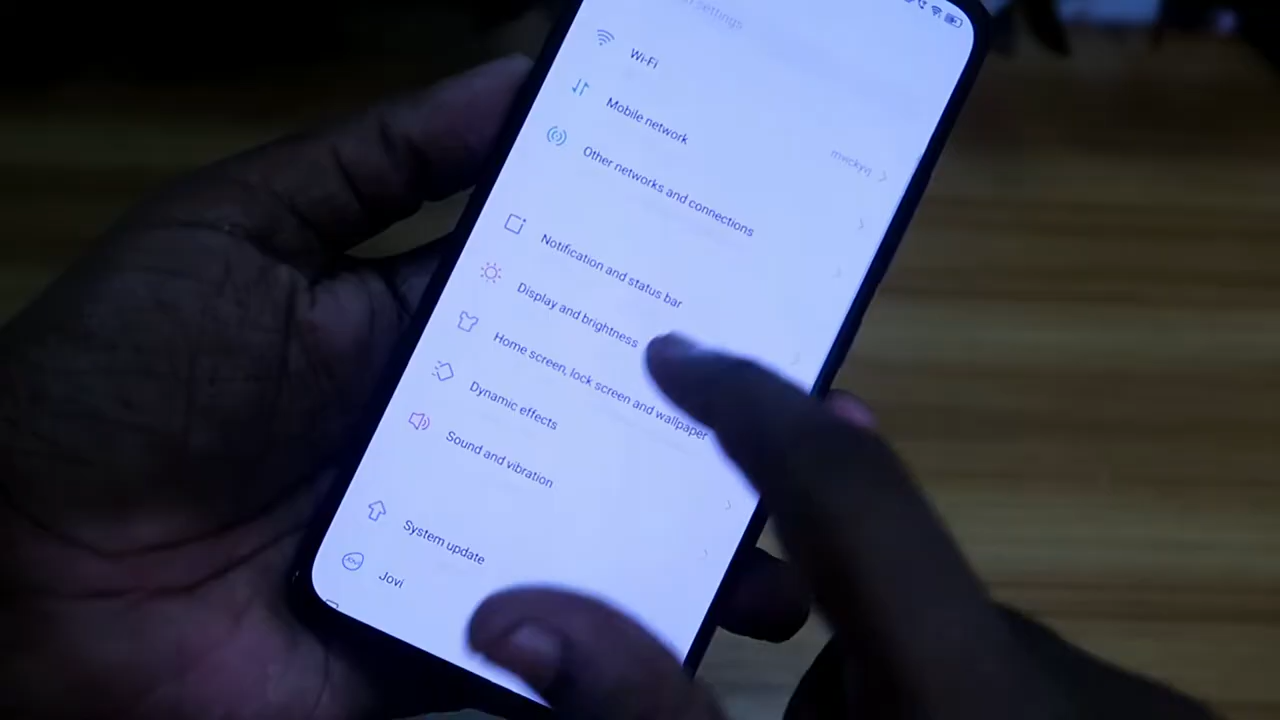 settings
Wi-Fi
Mobile network
Other networks and connections
Notification and status bar
Display and brightness
Home screen, lock screen and wallpaper
Dynamic effects
Sound and vibration
System update
Jovi